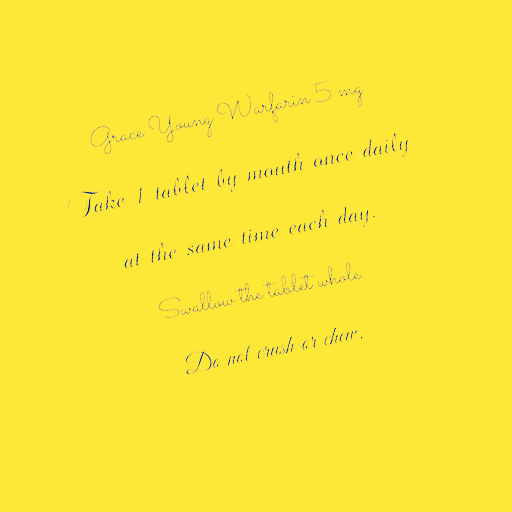 Grace Young Warfarin 5 mg
Take 1 tablet by mouth once daily
at the same time each day.
Swallow the tablet whole.
Do not crush or chew.